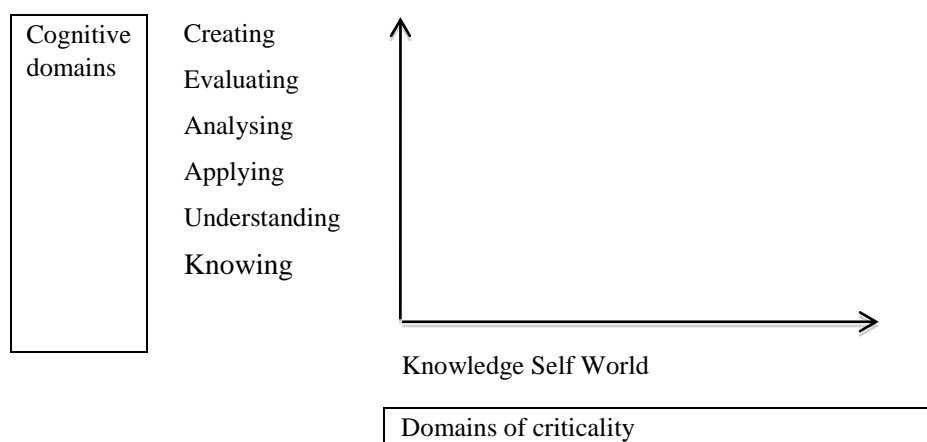 Cognitive
domains
Creating
Evaluating
Analysing
Applying
Understanding
Knowing
Knowledge Self World
Domains of criticality